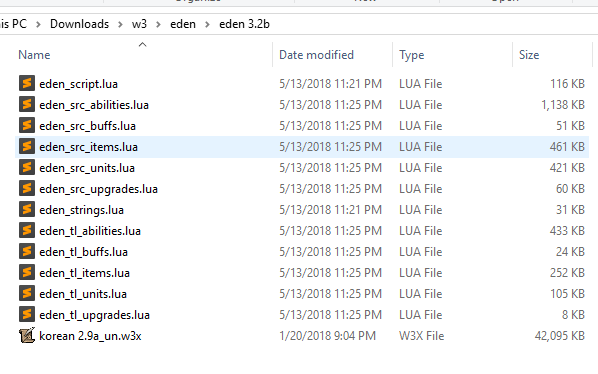 is PC › Downloads › w3 › eden › eden 3.2b
Name Date modified Type Size
eden_script.lua 5/13/2018 11:21 PM LUA File 116 KB
eden_src_abilities.lua 5/13/2018 11:25 PM LUA File 1,138 KB
eden_src_buffs.lua 5/13/2018 11:25 PM LUA File 51 KB
eden_src_items.lua 5/13/2018 11:25 PM LUA File 461 KB
eden_src_units.lua 5/13/2018 11:25 PM LUA File 421 KB
eden_src_upgrades.lua 5/13/2018 11:25 PM LUA File 60 KB
eden_strings.lua 5/13/2018 11:21 PM LUA File 31 KB
eden_tl_abilities.lua 5/13/2018 11:25 PM LUA File 433 KB
eden_tl_buffs.lua 5/13/2018 11:25 PM LUA File 24 KB
eden_tl_items.lua 5/13/2018 11:25 PM LUA File 252 KB
eden_tl_units.lua 5/13/2018 11:25 PM LUA File 105 KB
eden_tl_upgrades.lua 5/13/2018 11:25 PM LUA File 8 KB
korean 2.9a_un.w3x 1/20/2018 9:04 PM W3X File 42,095 KB